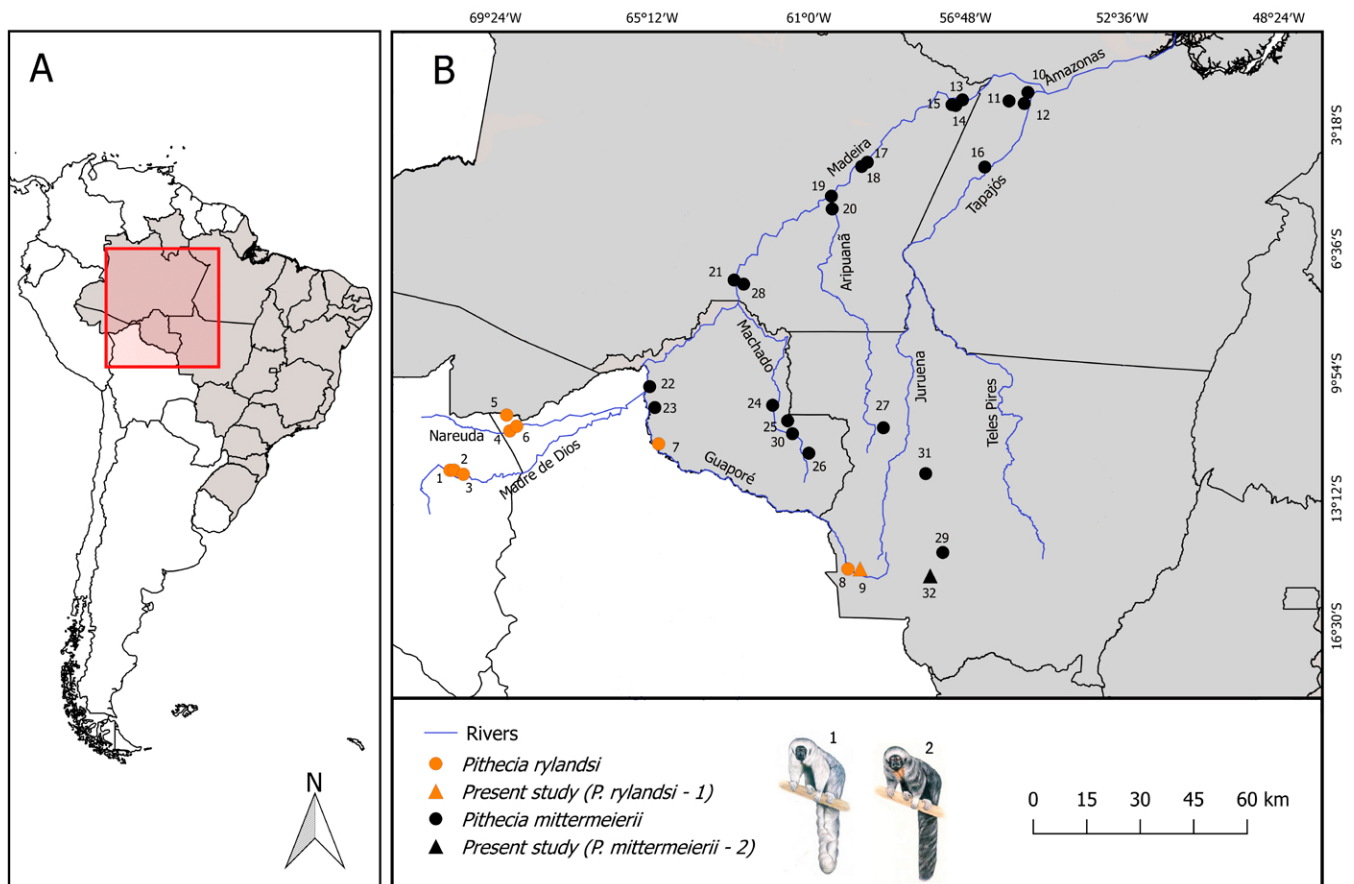 69°24'W 65°12'W 61°0'W 56°48'W 52°36'W 48°24'W
A
B
10
Amazonas
13
11
15
14
12
3°18'S
17
16
Madeira
18
Tapajós
19
20
Aripuanã
6°36'S
21
28
Machado
Juruena
9°54'S
22
Teles Pires
5
23
24
27
Nareuda
4
6
25
30
7
2
Madre de Dios
Guaporé
26
31
1
3
13°12'S
29
8
9
32
16°30'S
N
Rivers
Pithecia rylandsi
Present study (P. rylandsi - 1)
Pithecia mittermeierii
Present study (P. mittermeierii - 2)
1
2
0 15 30 45 60 km